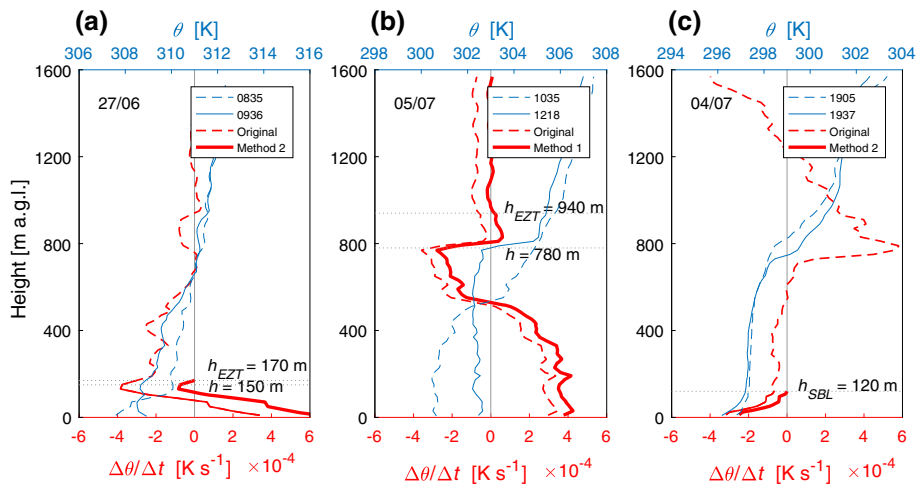 (a) (b) (c)
θ [K] θ [K] θ [K]
306 308 310 312 314 316 298 300 302 304 306 308 294 296 298 300 302 304
1600 1600 1600
27/06 05/07 04/07
0835
0936
Original
Method 2
1035
1218
Original
Method 1
1905
1937
Original
Method 2
1200 1200 1200
h_EZT = 940 m
800 800 800
h = 780 m
400 400 400
h_EZT = 170 m
h = 150 m
h_SBL = 120 m
0 0 0
Height [m a.g.l.]
-6 -4 -2 0 2 4 6 -6 -4 -2 0 2 4 6 -6 -4 -2 0 2 4 6
Δθ/Δt [K s⁻¹] ×10⁻⁴ Δθ/Δt [K s⁻¹] ×10⁻⁴ Δθ/Δt [K s⁻¹] ×10⁻⁴